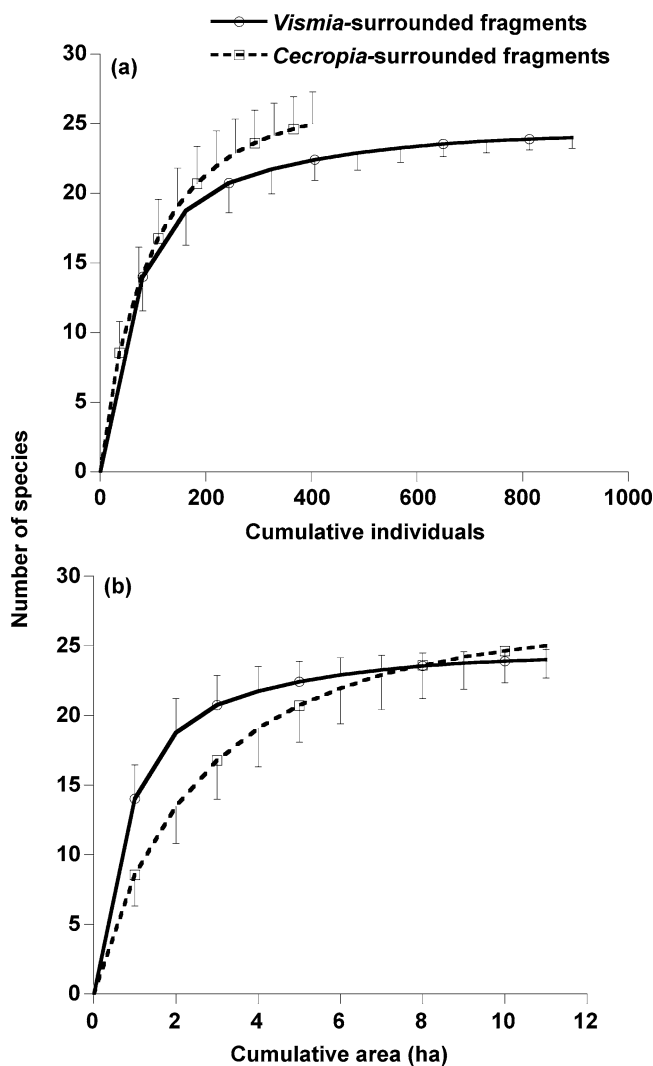 Vismia-surrounded fragments
Cecropia-surrounded fragments
(a)
30
25
20
15
10
5
0
0 200 400 600 800 1000
Cumulative individuals
Number of species
(b)
30
25
20
15
10
5
0
0 2 4 6 8 10 12
Cumulative area (ha)